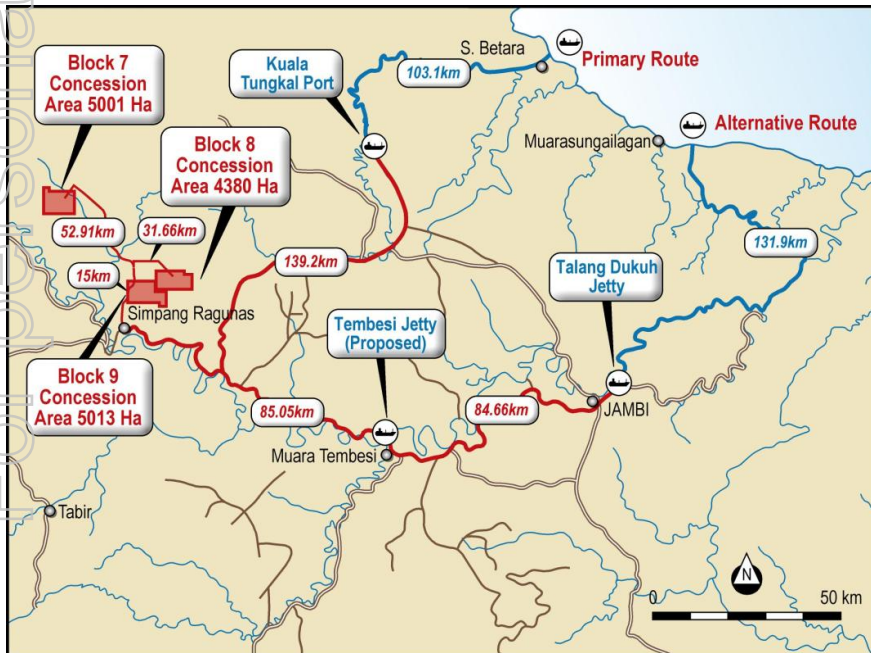 Block 7
Concession
Area 5001 Ha
Kuala
Tungkal Port
S. Betara
103.1km
Primary Route
Block 8
Concession
Area 4380 Ha
Muarasungailagan
Alternative Route
52.91km
31.66km
139.2km
131.9km
15km
Talang Dukuh
Jetty
Simpang Ragunas
Tembesi Jetty
(Proposed)
Block 9
Concession
Area 5013 Ha
85.05km
84.66km
JAMBI
Muara Tembesi
Tabir
N
0
50 km